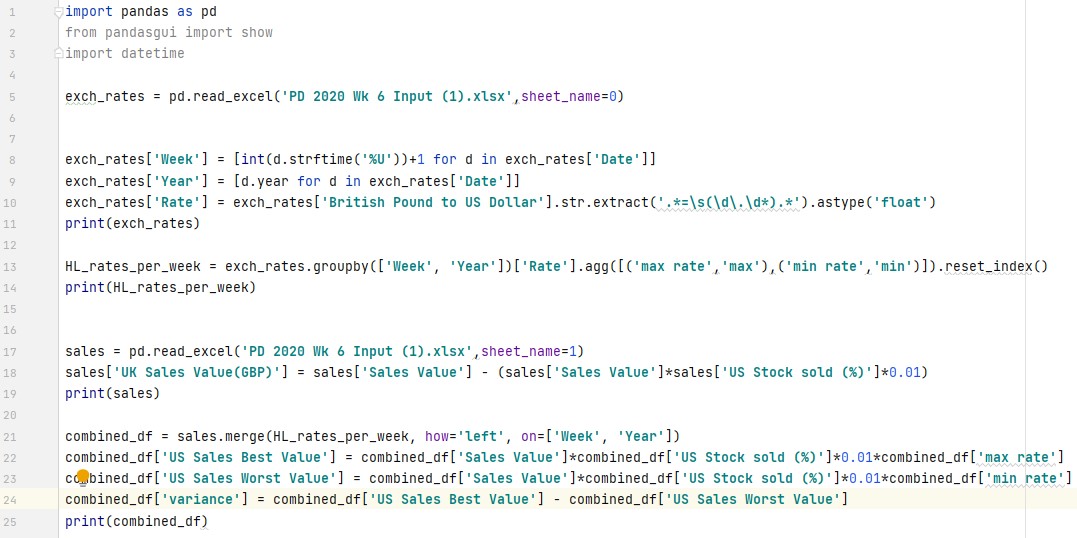 1 import pandas as pd
2 from pandasgui import show
3 import datetime
4
5 exch_rates = pd.read_excel('PD 2020 Wk 6 Input (1).xlsx',sheet_name=0)
6
7
8 exch_rates['Week'] = [int(d.strftime('%U'))+1 for d in exch_rates['Date']]
9 exch_rates['Year'] = [d.year for d in exch_rates['Date']]
10 exch_rates['Rate'] = exch_rates['British Pound to US Dollar'].str.extract('.*=\s(\d\.\d*).*').astype('float')
11 print(exch_rates)
12
13 HL_rates_per_week = exch_rates.groupby(['Week', 'Year'])['Rate'].agg([('max rate','max'),('min rate','min')]).reset_index()
14 print(HL_rates_per_week)
15
16
17 sales = pd.read_excel('PD 2020 Wk 6 Input (1).xlsx',sheet_name=1)
18 sales['UK Sales Value(GBP)'] = sales['Sales Value'] - (sales['Sales Value']*sales['US Stock sold (%)']*0.01)
19 print(sales)
20
21 combined_df = sales.merge(HL_rates_per_week, how='left', on=['Week', 'Year'])
22 combined_df['US Sales Best Value'] = combined_df['Sales Value']*combined_df['US Stock sold (%)']*0.01*combined_df['max rate']
23 combined_df['US Sales Worst Value'] = combined_df['Sales Value']*combined_df['US Stock sold (%)']*0.01*combined_df['min rate']
24 combined_df['variance'] = combined_df['US Sales Best Value'] - combined_df['US Sales Worst Value']
25 print(combined_df)